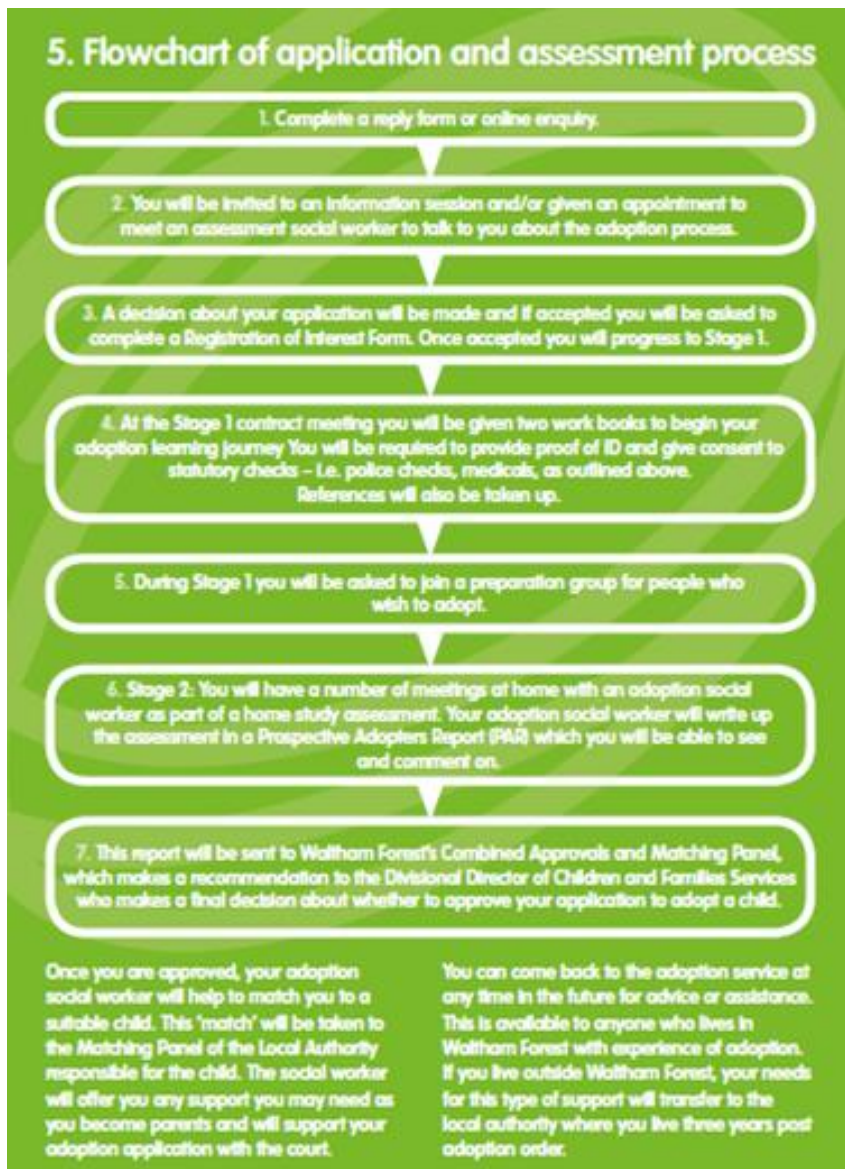 5. Flowchart of application and assessment process
1. Complete a reply form or online enquiry.
2. You will be invited to an information session and/or given an appointment to
meet an assessment social worker to talk to you about the adoption process.
3. A decision about your application will be made and if accepted you will be asked to
complete a Registration of Interest Form. Once accepted you will progress to Stage 1.
4. At the Stage 1 contract meeting you will be given two work books to begin your
adoption learning journey You will be required to provide proof of ID and give consent to
statutory checks – i.e. police checks, medicals, as outlined above.
References will also be taken up.
5. During Stage 1 you will be asked to join a preparation group for people who
wish to adopt.
6. Stage 2: You will have a number of meetings at home with an adoption social
worker as part of a home study assessment. Your adoption social worker will write up
the assessment in a Prospective Adopters Report (PAR) which you will be able to see
and comment on.
7. This report will be sent to Waltham Forest's Combined Approvals and Matching Panel,
which makes a recommendation to the Divisional Director of Children and Families Services
who makes a final decision about whether to approve your application to adopt a child.
Once you are approved, your adoption
social worker will help to match you to a
suitable child. This 'match' will be taken to
the Matching Panel of the Local Authority
responsible for the child. The social worker
will offer you any support you may need as
you become parents and will support your
adoption application with the court.
You can come back to the adoption service at
any time in the future for advice or assistance.
This is available to anyone who lives in
Waltham Forest with experience of adoption.
If you live outside Waltham Forest, your needs
for this type of support will transfer to the
local authority where you live three years post
adoption order.